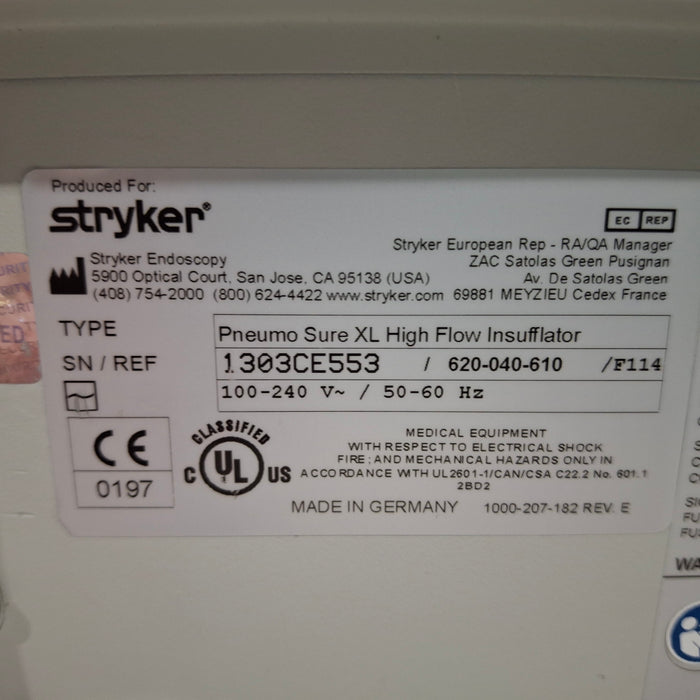 Produced For:
stryker®
EC REP
Stryker Endoscopy
5900 Optical Court, San Jose, CA 95138 (USA)
(408) 754-2000 (800) 624-4422 www.stryker.com
Stryker European Rep - RA/QA Manager
ZAC Satolas Green Pusignan
Av. De Satolas Green
69881 MEYZIEU Cedex France
TYPE
Pneumo Sure XL High Flow Insufflator
SN / REF
1303CE553 / 620-040-610 /F114
100-240 V~ / 50-60 Hz
CE
0197
CLASSIFIED
C UL US
MEDICAL EQUIPMENT
WITH RESPECT TO ELECTRICAL SHOCK
FIRE ; AND MECHANICAL HAZARDS ONLY IN
ACCORDANCE WITH UL2601-1/CAN/CSA C22.2 No. 601.1
2BD2
MADE IN GERMANY 1000-207-182 REV. E